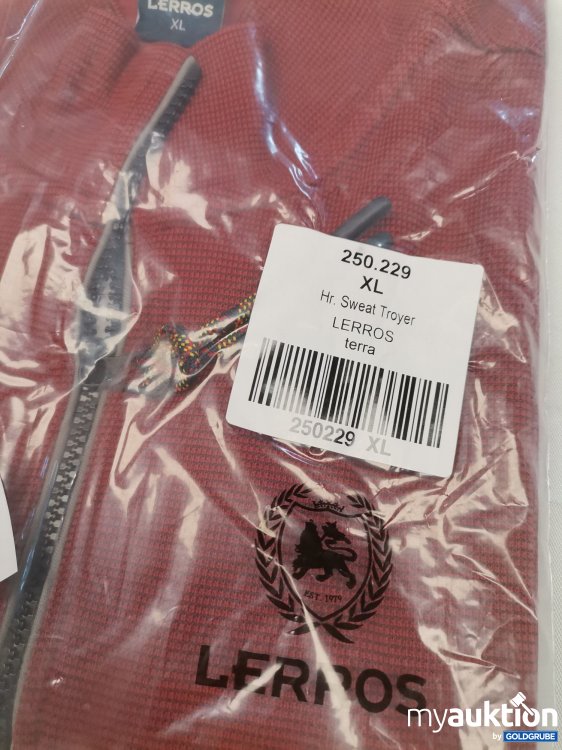 LERROS
XL
250.229
XL
Hr. Sweat Troyer
LERROS
terra
250229 XL
EST. 1979
LERROS
myauktion
by GOLDGRUBE